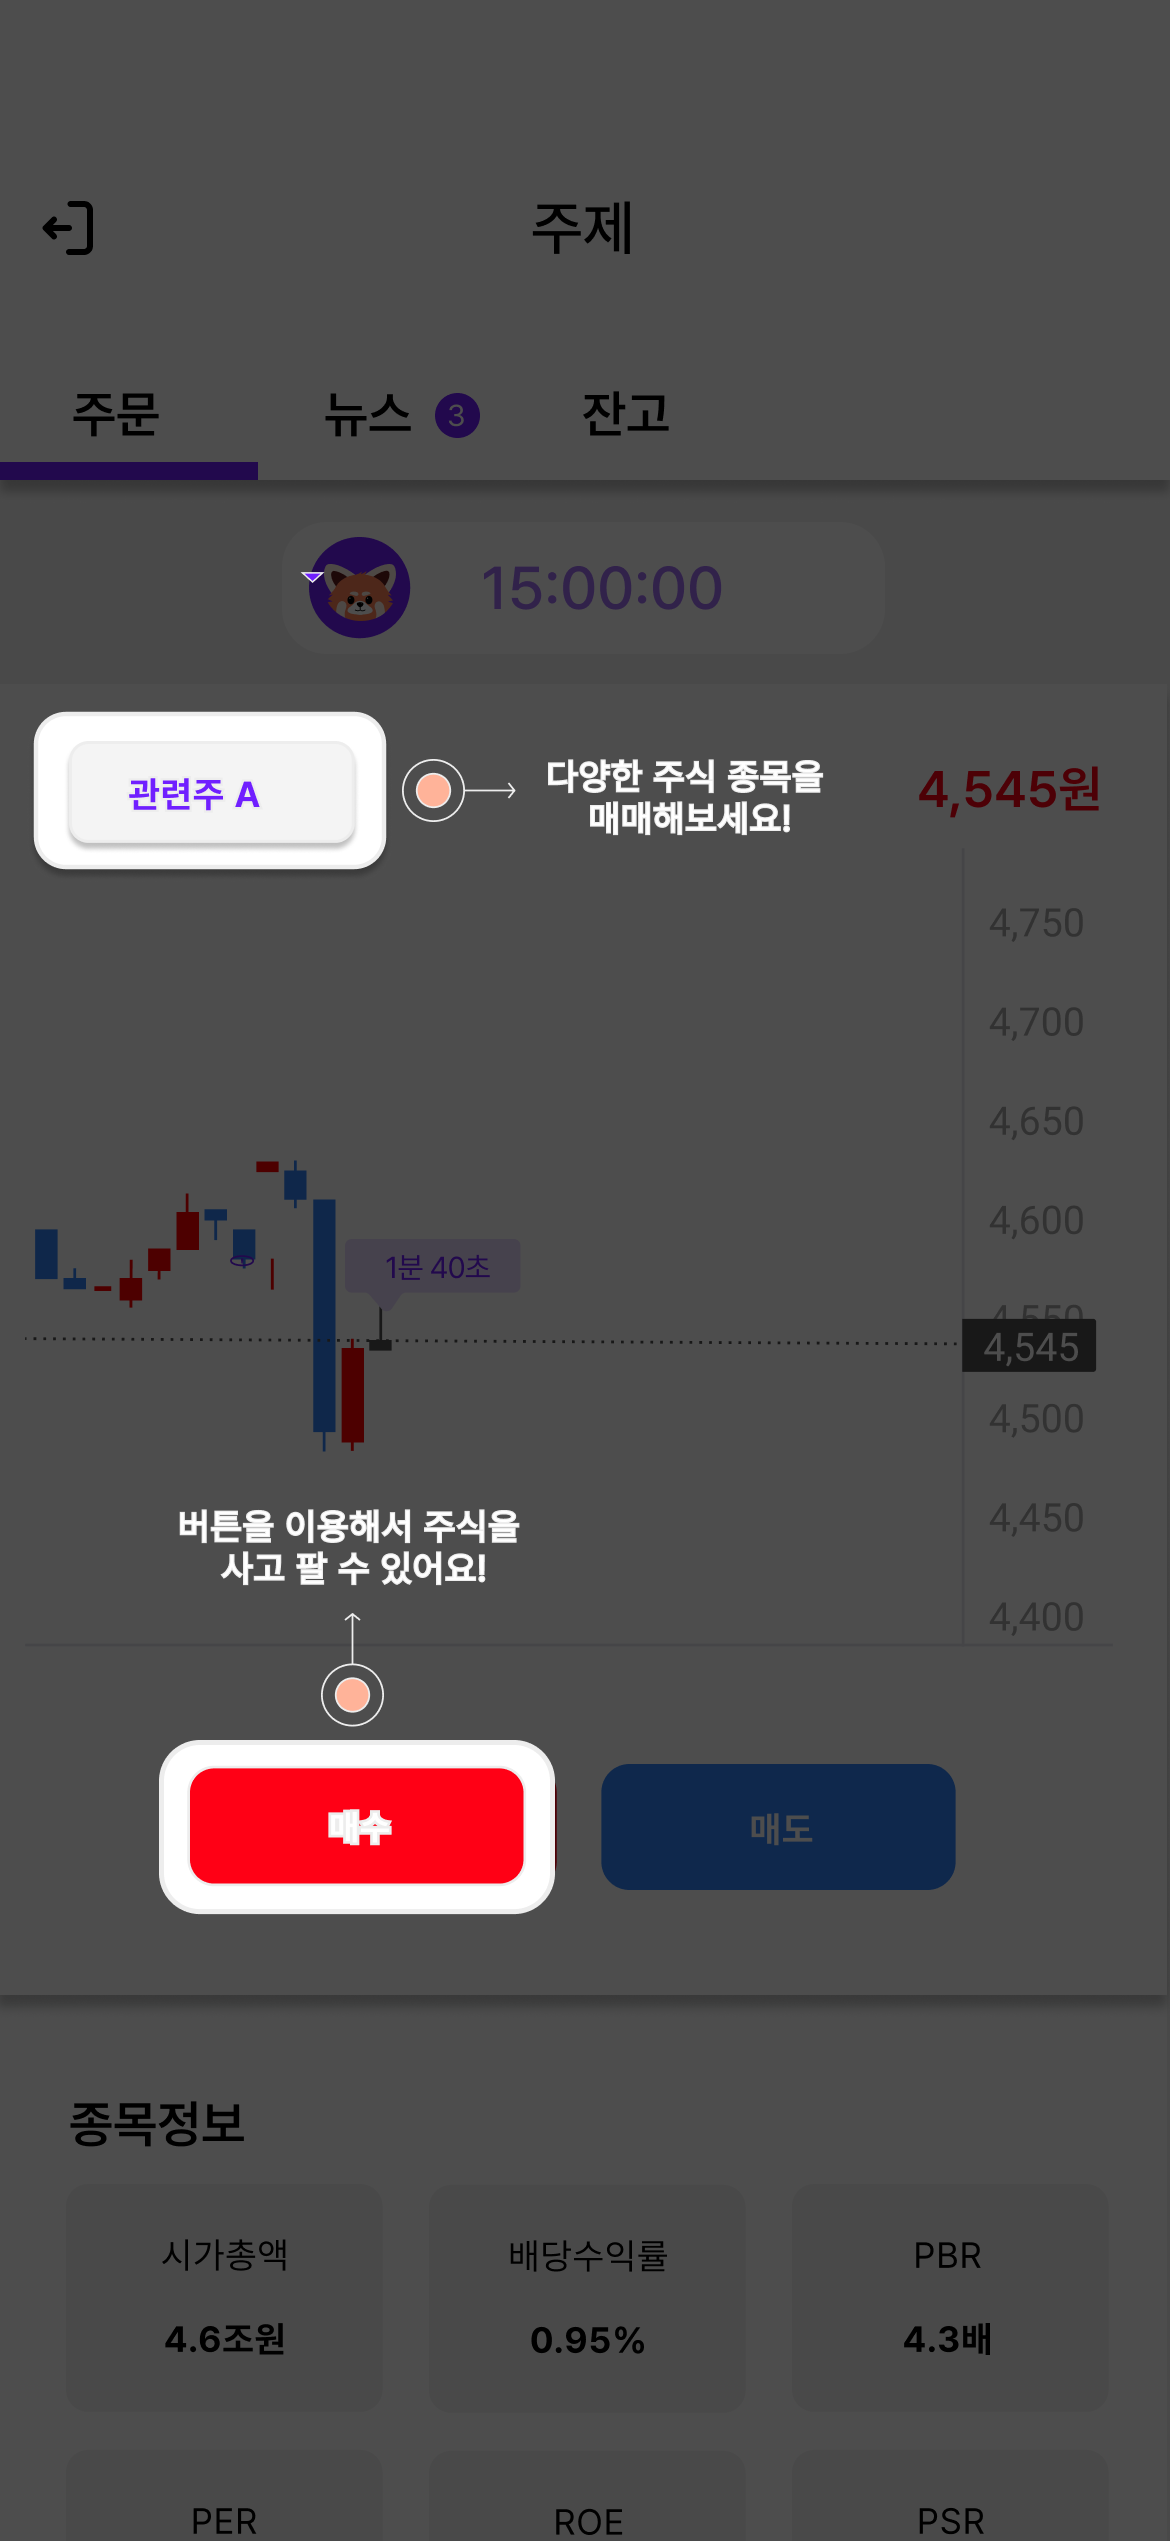 주제
주문
뉴스 3
잔고
15:00:00
관련주 A
다양한 주식 종목을
매매해보세요!
4,545원
4,750
4,700
4,650
4,600
1분 40초
4,550
4,545
4,500
4,450
4,400
버튼을 이용해서 주식을
사고 팔 수 있어요!
매수
매도
종목정보
시가총액
4.6조원
배당수익률
0.95%
PBR
4.3배
PER
ROE
PSR